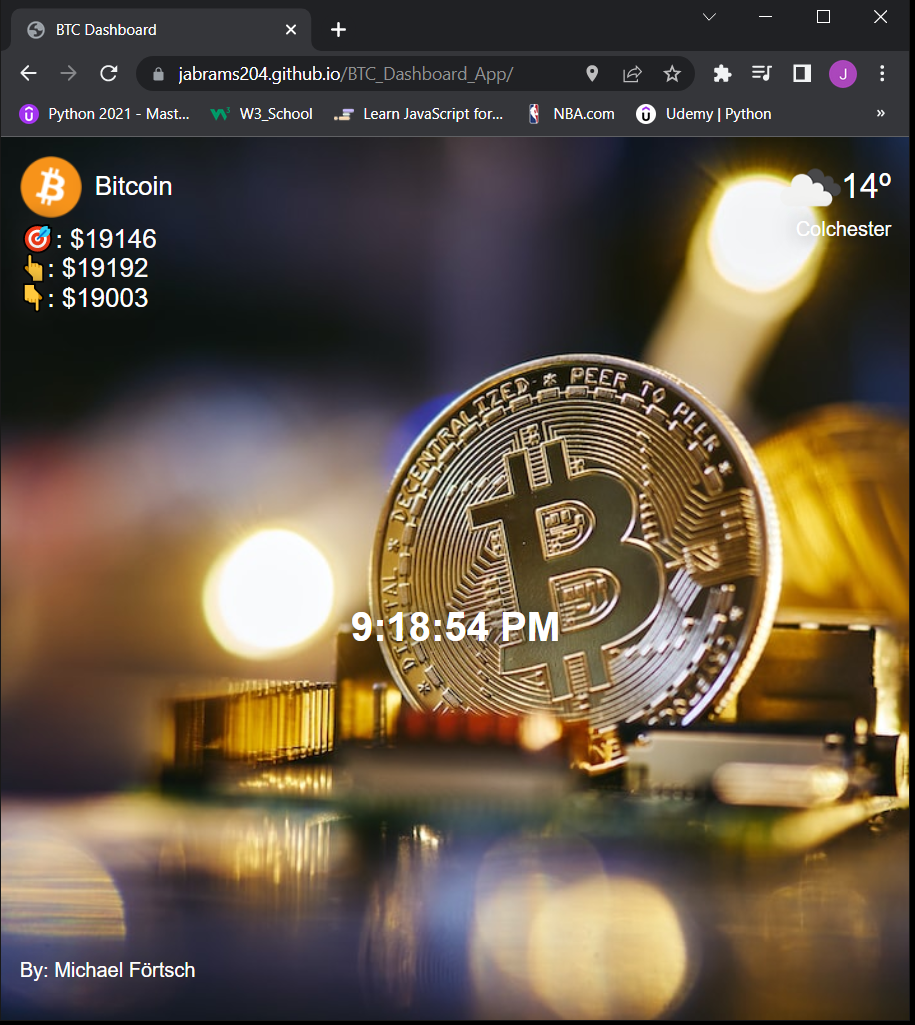 BTC Dashboard
jabrams204.github.io/BTC_Dashboard_App/
J
Python 2021 - Mast...
W3_School
Learn JavaScript for...
NBA.com
Udemy | Python
»
Bitcoin
14º
Colchester
: $19146
: $19192
: $19003
DIGITAL * DECENTRALIZED * PEER TO PEER *
9:18:54 PM
By: Michael Förtsch